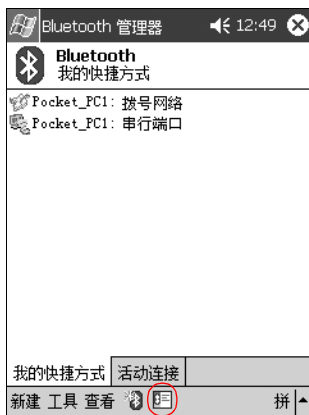 Bluetooth 管理器 12:49
Bluetooth
我的快捷方式
Pocket_PC1: 拨号网络
Pocket_PC1: 串行端口
我的快捷方式 活动连接
新建 工具 查看 拼